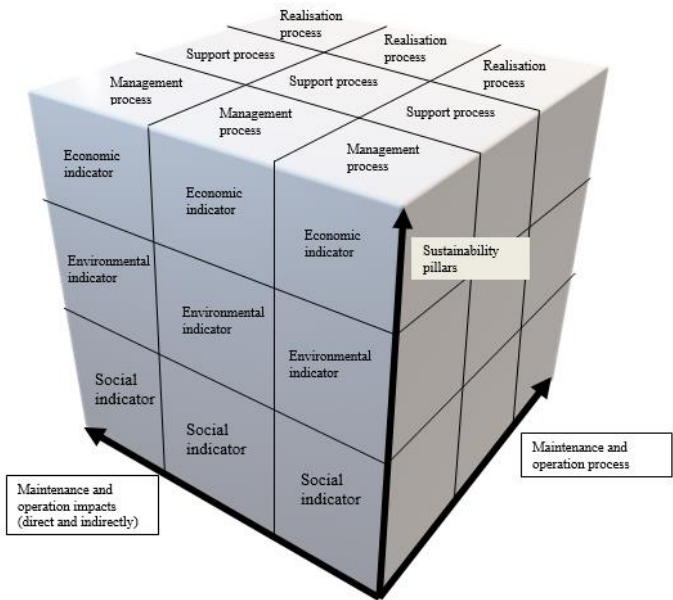 Realisation
process
Realisation
process
Realisation
process
Support process
Support process
Support process
Management
process
Management
process
Management
process
Economic
indicator
Economic
indicator
Economic
indicator
Sustainability
pillars
Environmental
indicator
Environmental
indicator
Environmental
indicator
Social
indicator
Social
indicator
Social
indicator
Maintenance and
operation process
Maintenance and
operation impacts
(direct and indirectly)